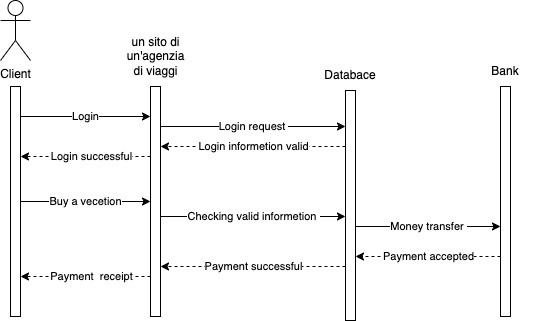 un sito di
un'agenzia
di viaggi
Client
Databace
Bank
Login
Login request
Login informetion valid
Login successful
Buy a vecetion
Checking valid informetion
Money transfer
Payment accepted
Payment successful
Payment receipt